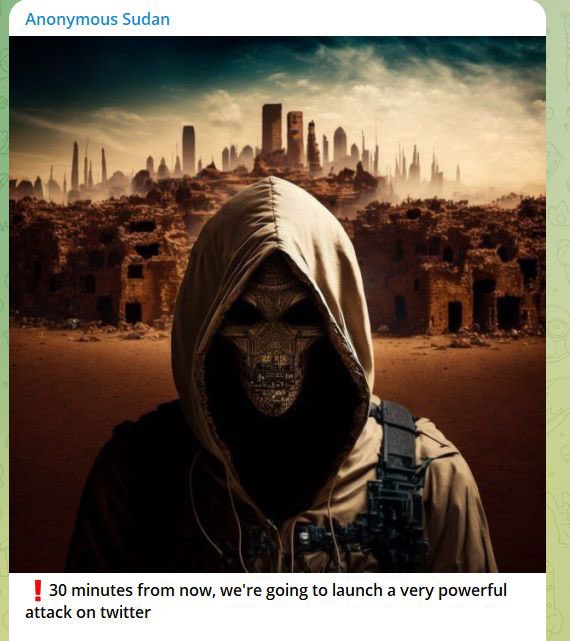 Anonymous Sudan
❗30 minutes from now, we're going to launch a very powerful
attack on twitter